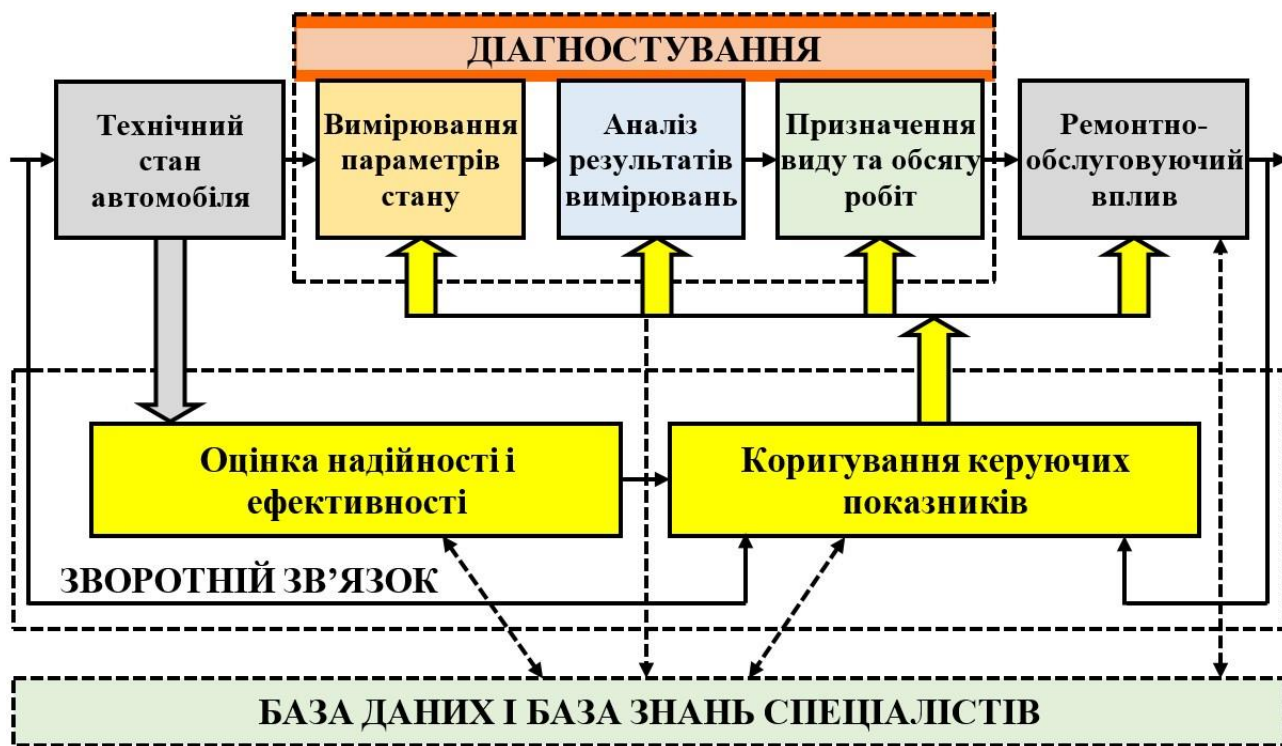 ДІАГНОСТУВАННЯ
Технічний
стан
автомобіля
Вимірювання
параметрів
стану
Аналіз
результатів
вимірювань
Призначення
виду та обсягу
робіт
Ремонтно-
обслуговуючий
вплив
Оцінка надійності і
ефективності
Коригування керуючих
показників
ЗВОРОТНІЙ ЗВ’ЯЗОК
БАЗА ДАНИХ І БАЗА ЗНАНЬ СПЕЦІАЛІСТІВ